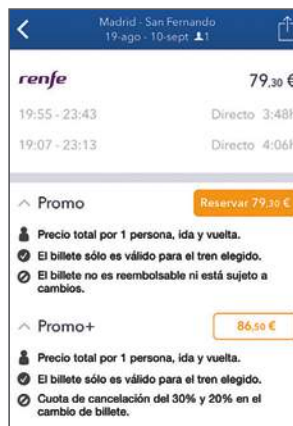 Madrid - San Fernando
19-ago - 10-sept 1
renfe 79,30 €
19:55 - 23:43 Directo 3:48h
19:07 - 23:13 Directo 4:06h
Promo Reservar 79,30 €
Precio total por 1 persona, ida y vuelta.
El billete sólo es válido para el tren elegido.
El billete no es reembolsable ni está sujeto a
cambios.
Promo+ 86,50 €
Precio total por 1 persona, ida y vuelta.
El billete sólo es válido para el tren elegido.
Cuota de cancelación del 30% y 20% en el
cambio de billete.